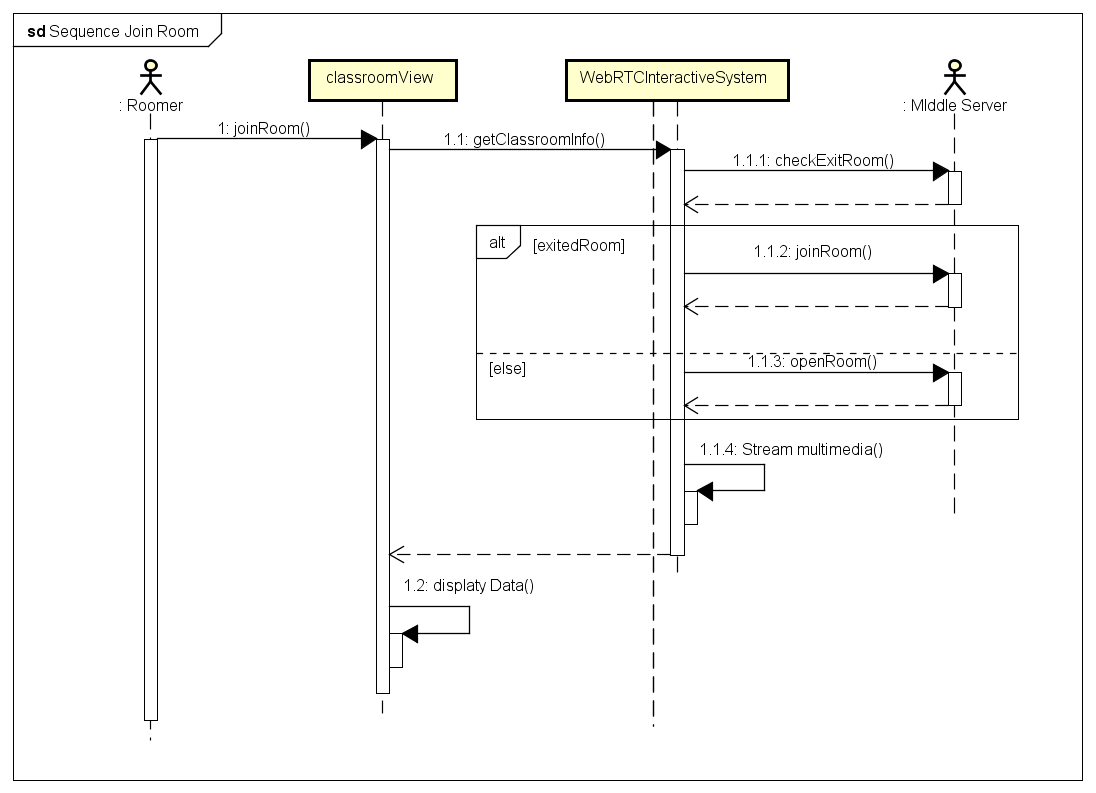 sd Sequence Join Room
: Roomer
classroomView
WebRTCInteractiveSystem
: MIddle Server
1: joinRoom()
1.1: getClassroomInfo()
1.1.1: checkExitRoom()
alt
[exitedRoom]
1.1.2: joinRoom()
[else]
1.1.3: openRoom()
1.1.4: Stream multimedia()
1.2: displaty Data()